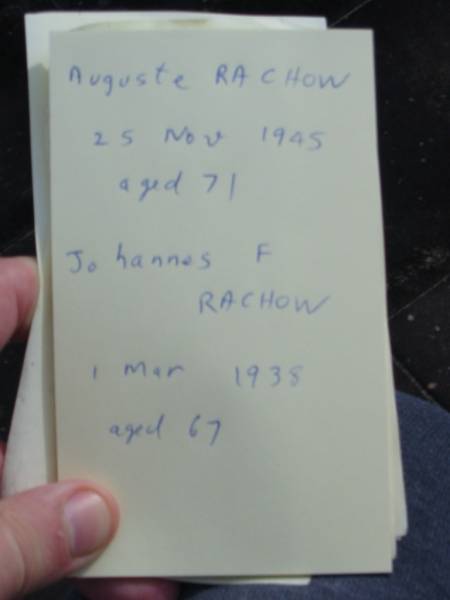 Auguste RACHOW
25 Nov 1945
aged 71
Johannes F
RACHOW
1 Mar 1938
aged 67